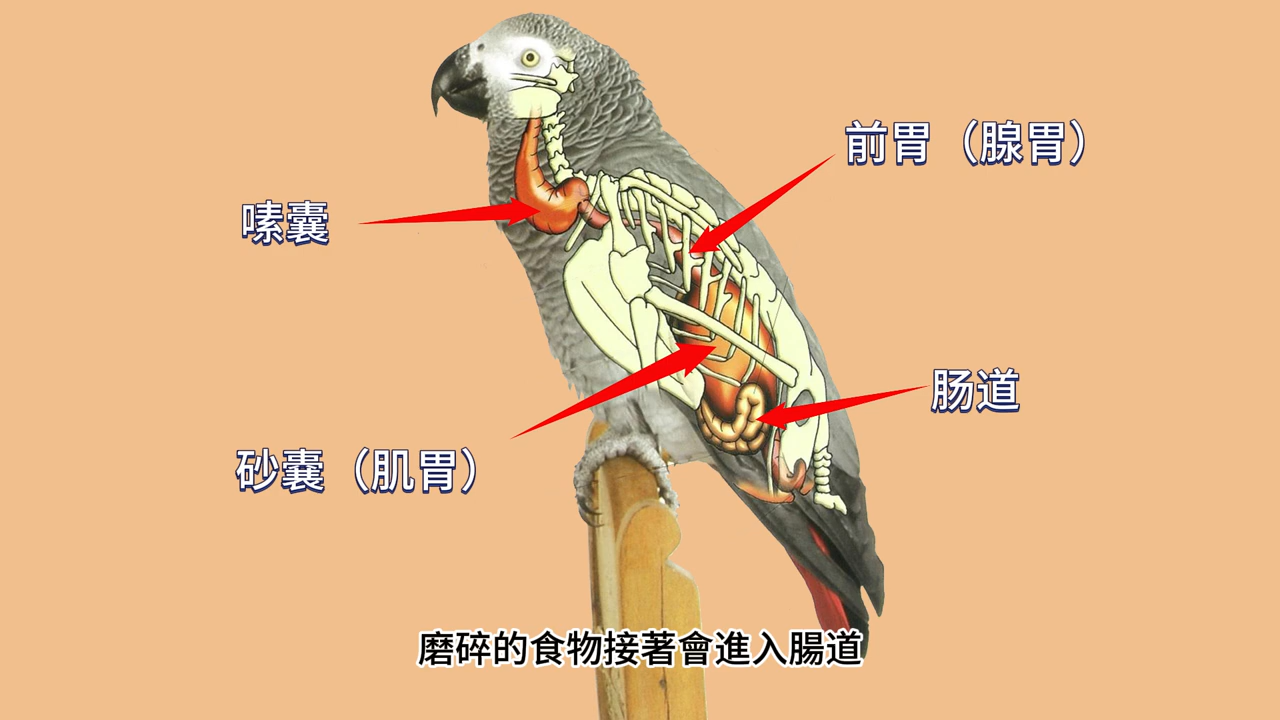 前胃（腺胃）
嗉囊
肠道
砂囊（肌胃）
磨碎的食物接著會進入腸道